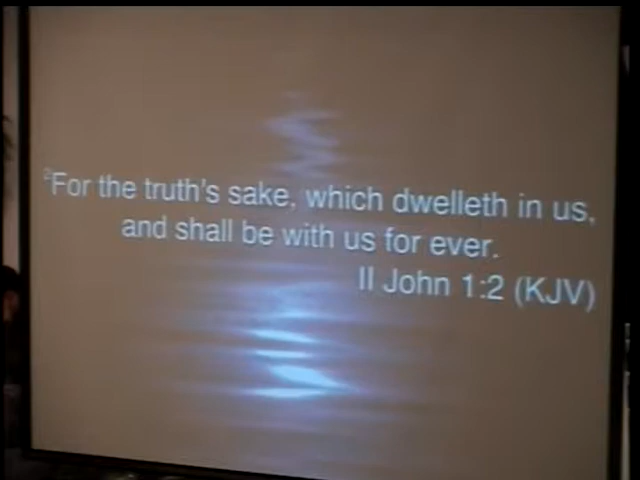 2For the truth's sake, which dwelleth in us,
and shall be with us for ever.
II John 1:2 (KJV)